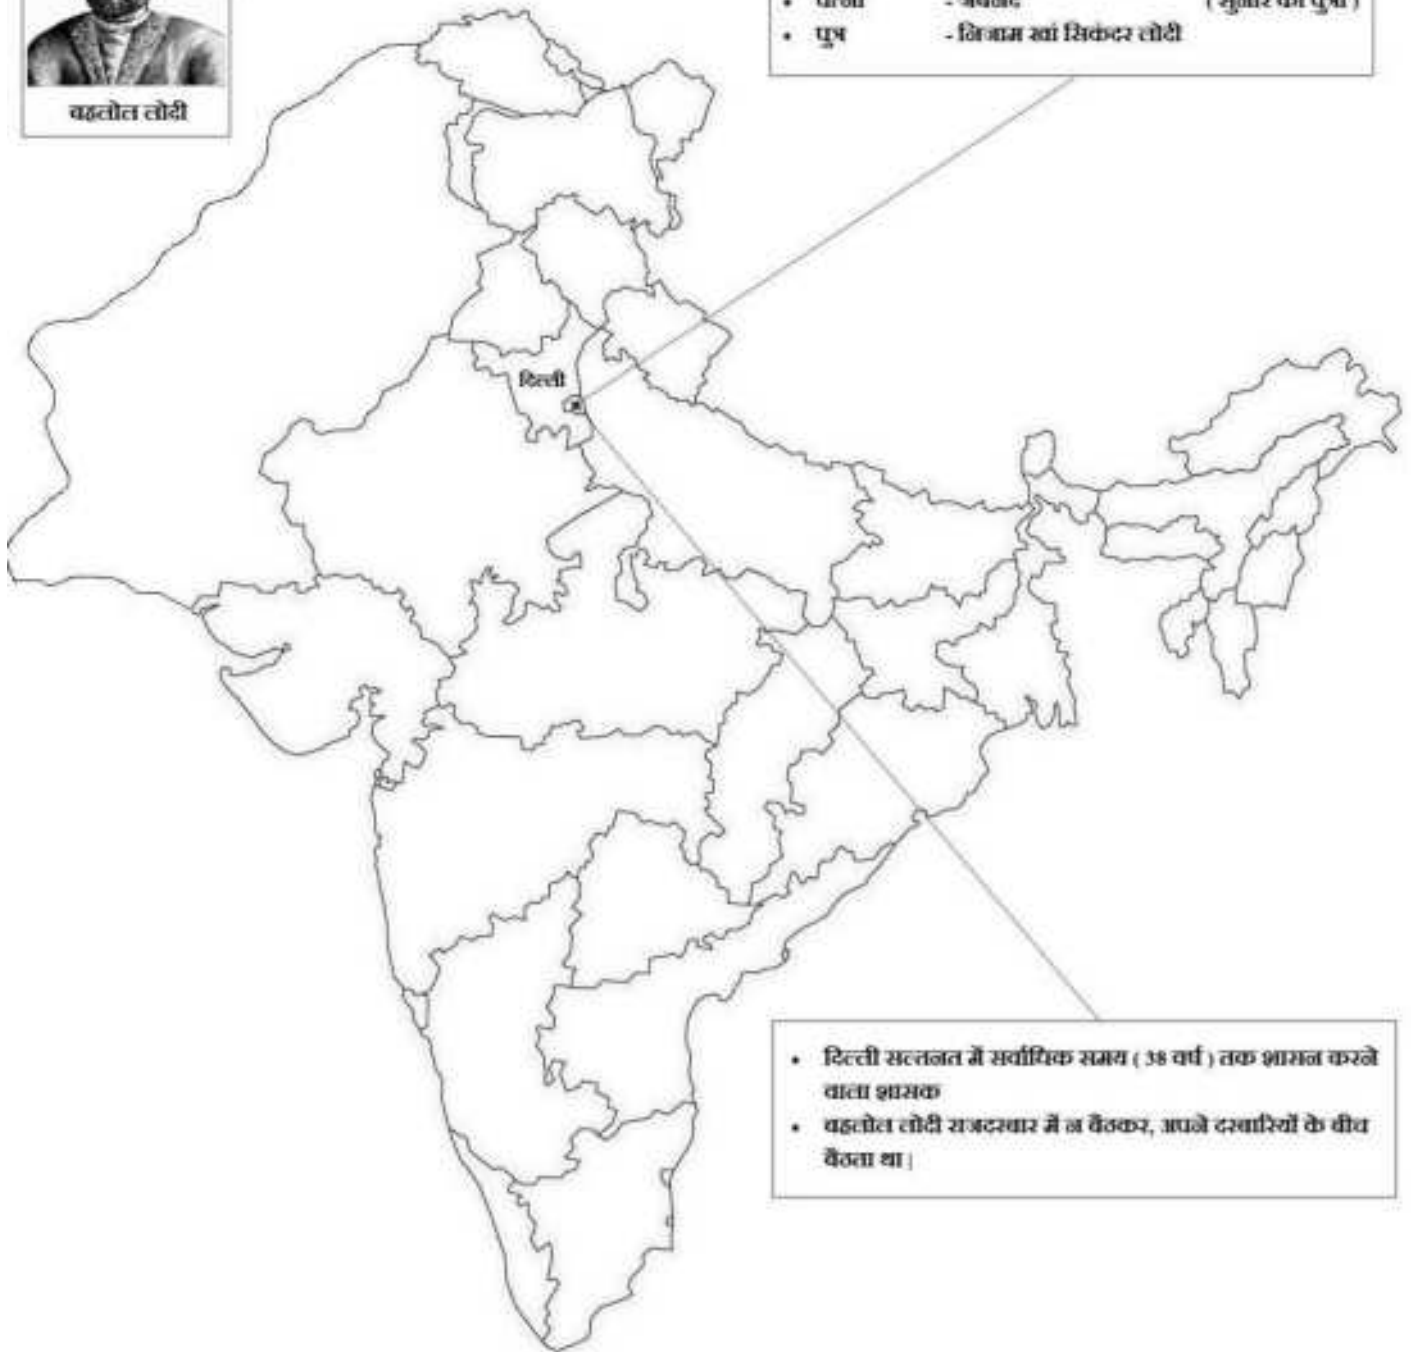 • पुत्र - निजाम खां सिकंदर लोदी
बहलोल लोदी
दिल्ली
• दिल्ली सल्तनत में सर्वाधिक समय ( 38 वर्ष ) तक शासन करने
वाला शासक
• बहलोल लोदी राजदरबार में न बैठकर, अपने दरबारियों के बीच
बैठता था |